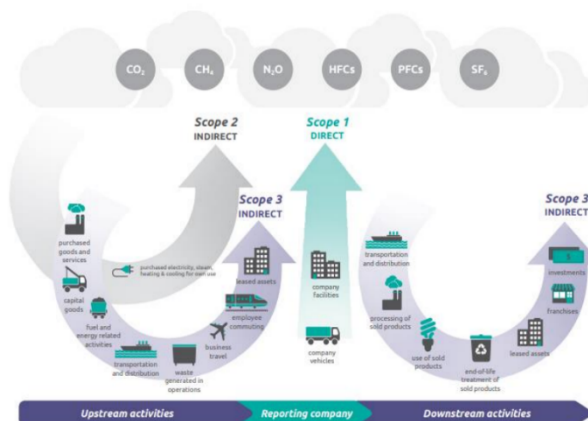 CO₂
CH₄
N₂O
HFCs
PFCs
SF₆
Scope 2
INDIRECT
Scope 1
DIRECT
Scope 3
INDIRECT
Scope 3
INDIRECT
purchased
goods and
services
capital
goods
fuel and
energy related
activities
transportation
and distribution
waste
generated in
operations
business
travel
employee
commuting
leased assets
purchased electricity, steam,
heating & cooling for own use
company
facilities
company
vehicles
transportation
and distribution
processing of
sold products
use of sold
products
end-of-life
treatment of
sold products
leased assets
franchises
investments
Upstream activities
Reporting company
Downstream activities